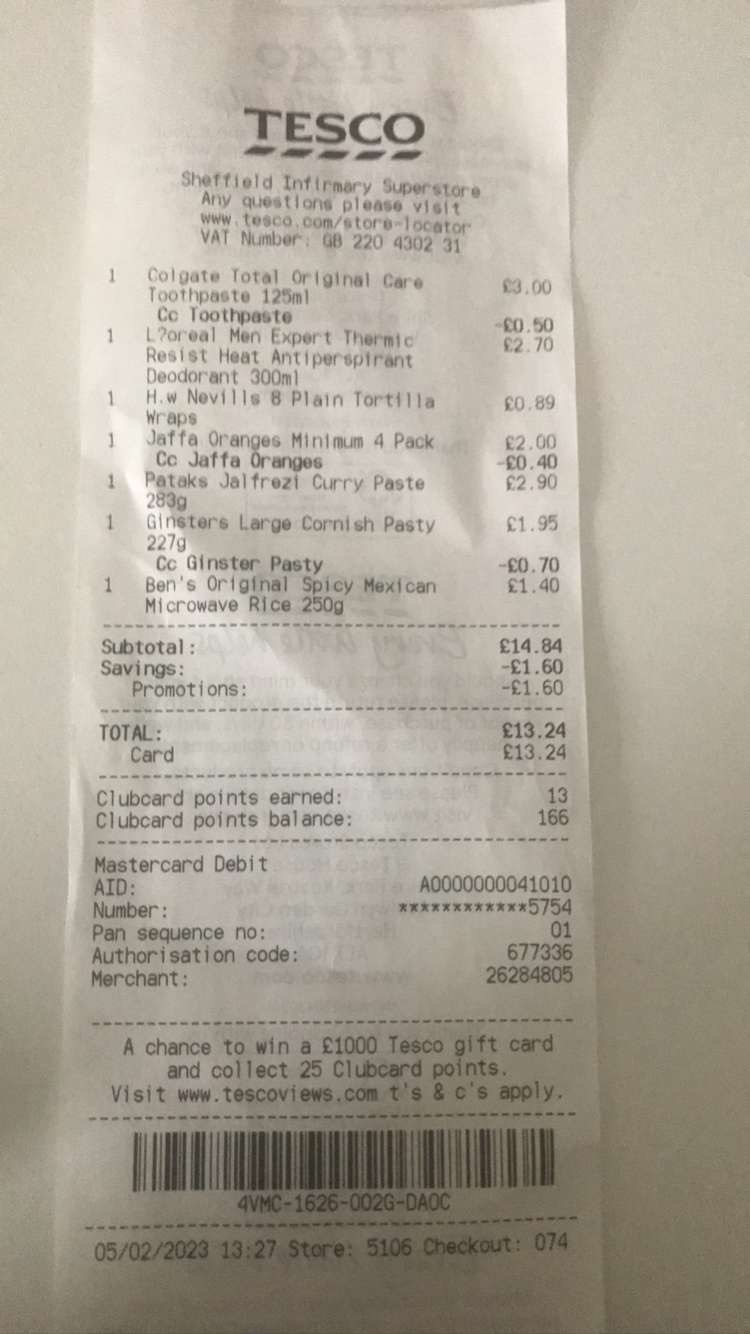 TESCO
Sheffield Infirmary Superstore
Any questions please visit
www.tesco.com/store-locator
VAT Number: GB 220 4302 31
1 Colgate Total Original Care £3.00
Toothpaste 125ml
Cc Toothpaste -£0.50
1 L?oreal Men Expert Thermic £2.70
Resist Heat Antiperspirant
Deodorant 300ml
1 H.w Nevills 8 Plain Tortilla £0.89
Wraps
1 Jaffa Oranges Minimum 4 Pack £2.00
Cc Jaffa Oranges -£0.40
1 Pataks Jalfrezi Curry Paste £2.90
283g
1 Ginsters Large Cornish Pasty £1.95
227g
Cc Ginster Pasty -£0.70
1 Ben's Original Spicy Mexican £1.40
Microwave Rice 250g
Subtotal: £14.84
Savings: -£1.60
Promotions: -£1.60
TOTAL: £13.24
Card £13.24
Clubcard points earned: 13
Clubcard points balance: 166
Mastercard Debit
AID: A0000000041010
Number: ************5754
Pan sequence no: 01
Authorisation code: 677336
Merchant: 26284805
A chance to win a £1000 Tesco gift card
and collect 25 Clubcard points.
Visit www.tescoviews.com t's & c's apply.
4VMC-1626-002G-DAOC
05/02/2023 13:27 Store: 5106 Checkout: 074